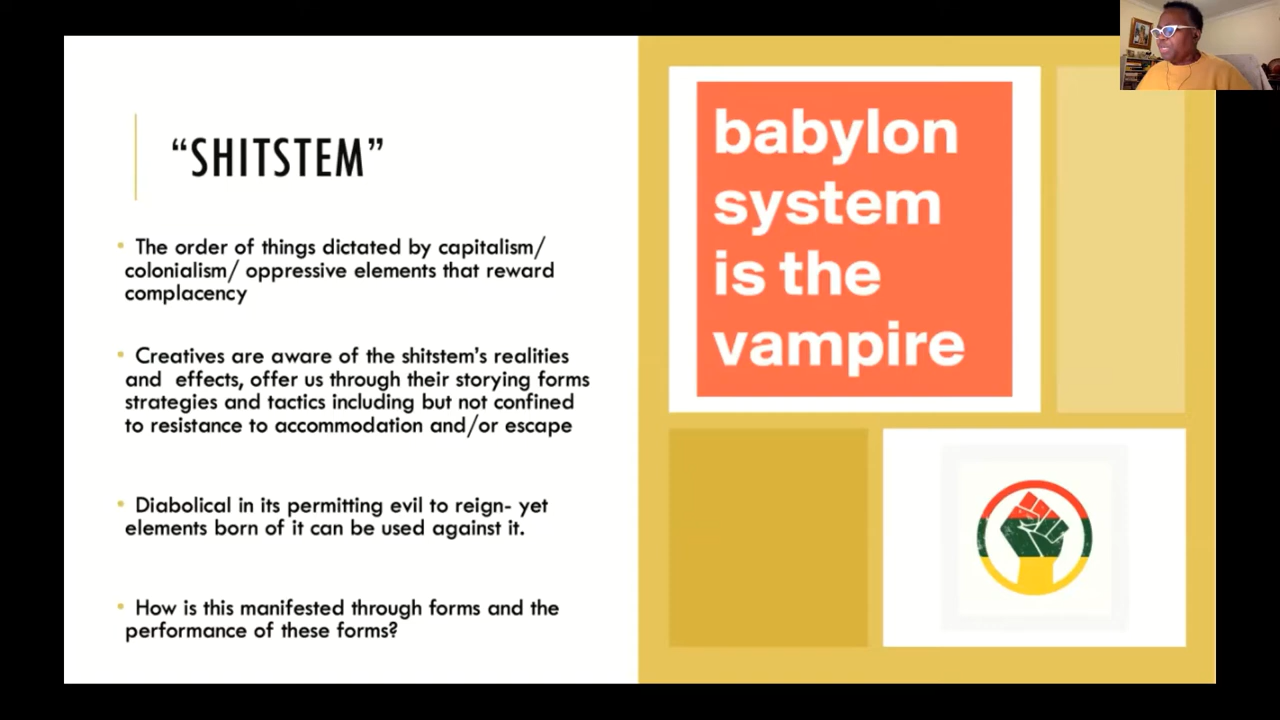 “SHITSTEM”
• The order of things dictated by capitalism/
colonialism/ oppressive elements that reward
complacency
• Creatives are aware of the shitstem’s realities
and  effects, offer us through their storying forms
strategies and tactics including but not confined
to resistance to accommodation and/or escape
• Diabolical in its permitting evil to reign- yet
elements born of it can be used against it.
• How is this manifested through forms and the
performance of these forms?
babylon
system
is the
vampire